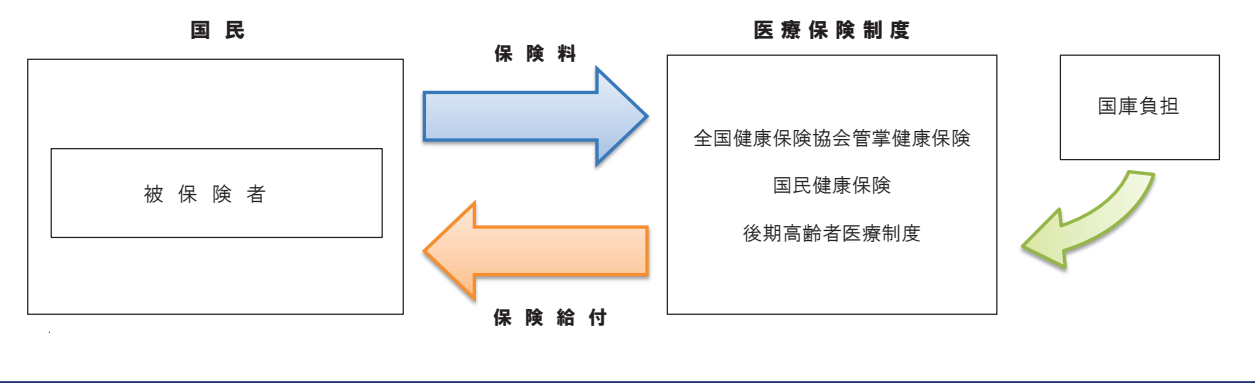 国民
医療保険制度
保険料
国庫負担
全国健康保険協会管掌健康保険
被保険者
国民健康保険
後期高齢者医療制度
保険給付